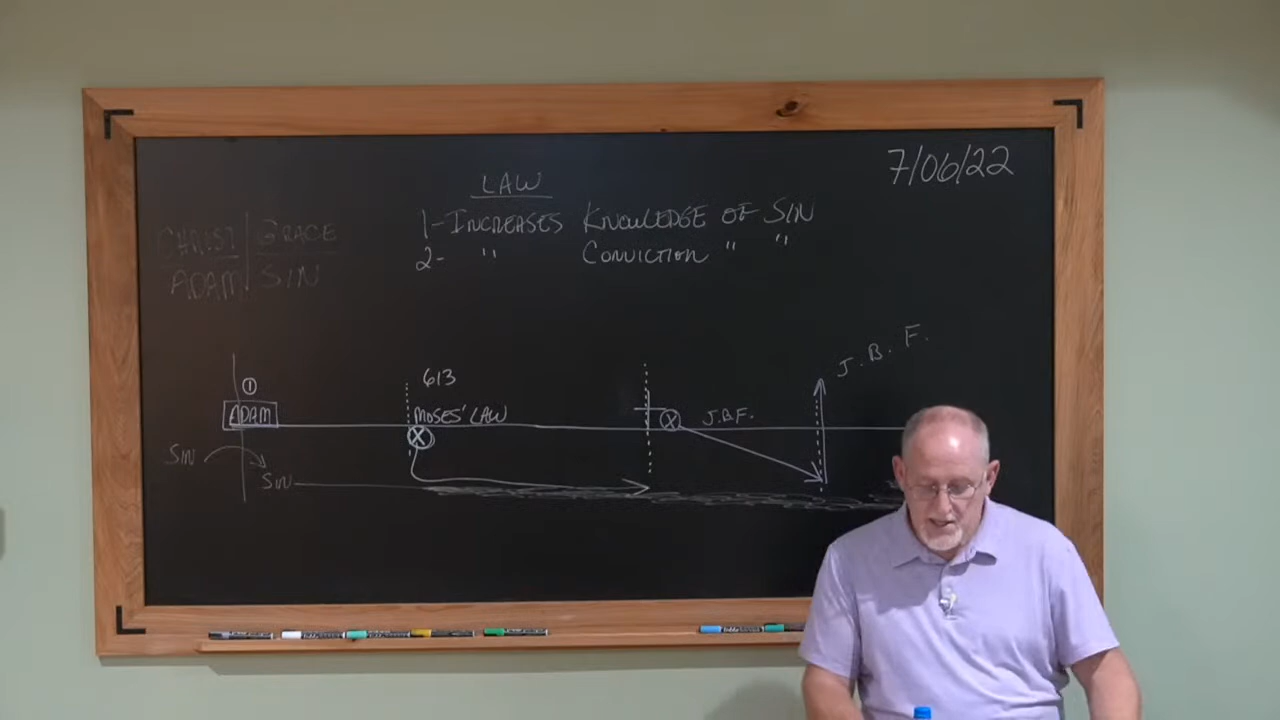 7/06/22
LAW
1- INCREASES KNOWLEDGE OF SIN
2- " CONVICTION " "
CHRIST GRACE
ADAM SIN
J. B. F.
1
613
ADAM
MOSES' LAW
X
X
J.B.F.
SIN
SIN